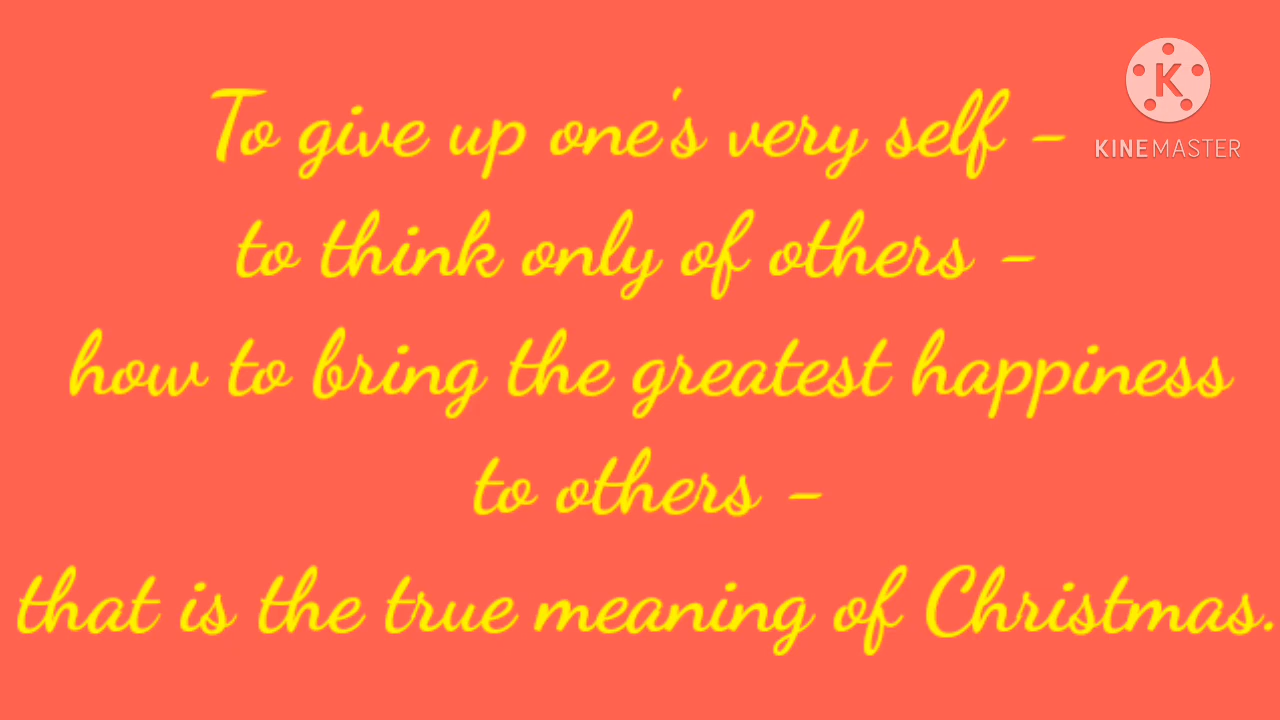 To give up one's very self -
to think only of others -
how to bring the greatest happiness
to others -
that is the true meaning of Christmas.
K
KINEMASTER